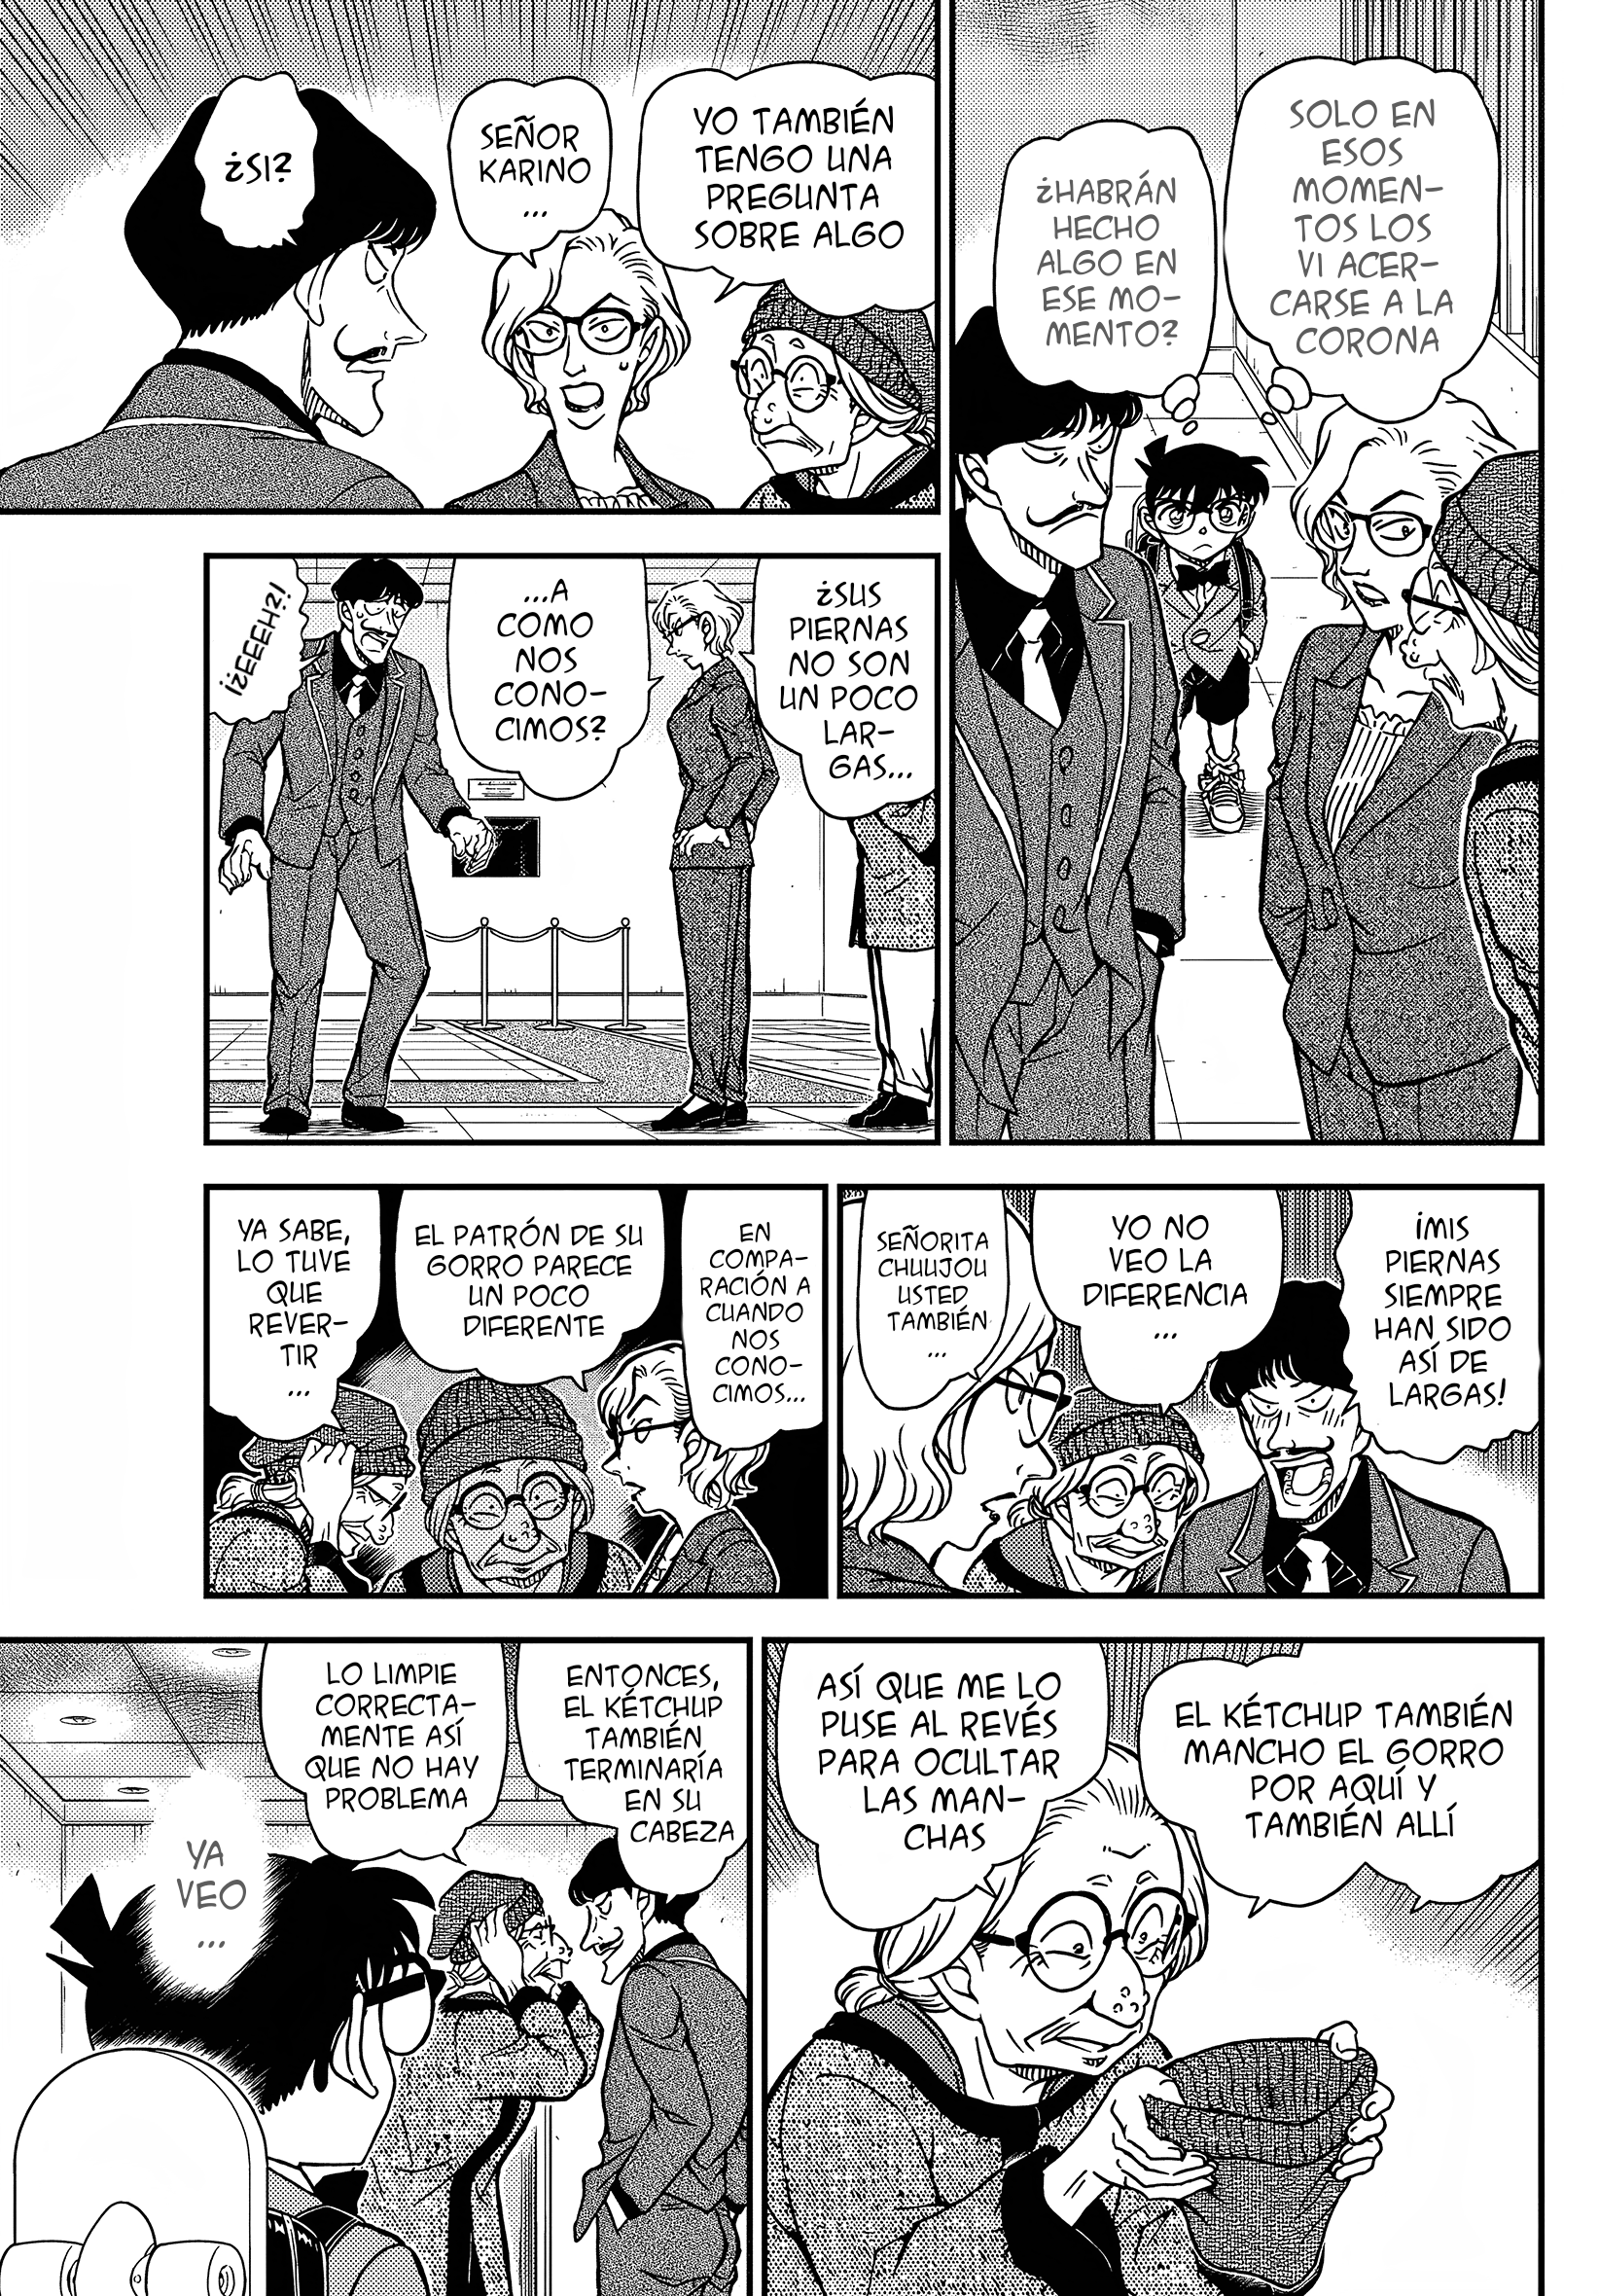 SOLO EN
ESOS
MOMEN-
TOS LOS
VI ACER-
CARSE A LA
CORONA
¿HABRÁN
HECHO
ALGO EN
ESE MO-
MENTO?
YO TAMBIÉN
TENGO UNA
PREGUNTA
SOBRE ALGO
SEÑOR
KARINO
...
¿SI?
¿SUS
PIERNAS
NO SON
UN POCO
LAR-
GAS...
...A
COMO
NOS
CONO-
CIMOS?
¡¿EEEH?!
¡MIS
PIERNAS
SIEMPRE
HAN SIDO
ASÍ DE
LARGAS!
YO NO
VEO LA
DIFERENCIA
...
SEÑORITA
CHUUJOU
USTED
TAMBIÉN
...
EN
COMPA-
RACIÓN A
CUANDO
NOS
CONO-
CIMOS...
EL PATRÓN DE SU
GORRO PARECE
UN POCO
DIFERENTE
YA SABE,
LO TUVE
QUE
REVER-
TIR
...
EL KÉTCHUP TAMBIÉN
MANCHO EL GORRO
POR AQUÍ Y
TAMBIÉN ALLÍ
ASÍ QUE ME LO
PUSE AL REVÉS
PARA OCULTAR
LAS MAN-
CHAS
ENTONCES,
EL KÉTCHUP
TAMBIÉN
TERMINARÍA
EN SU
CABEZA
LO LIMPIE
CORRECTA-
MENTE ASÍ
QUE NO HAY
PROBLEMA
YA
VEO
...